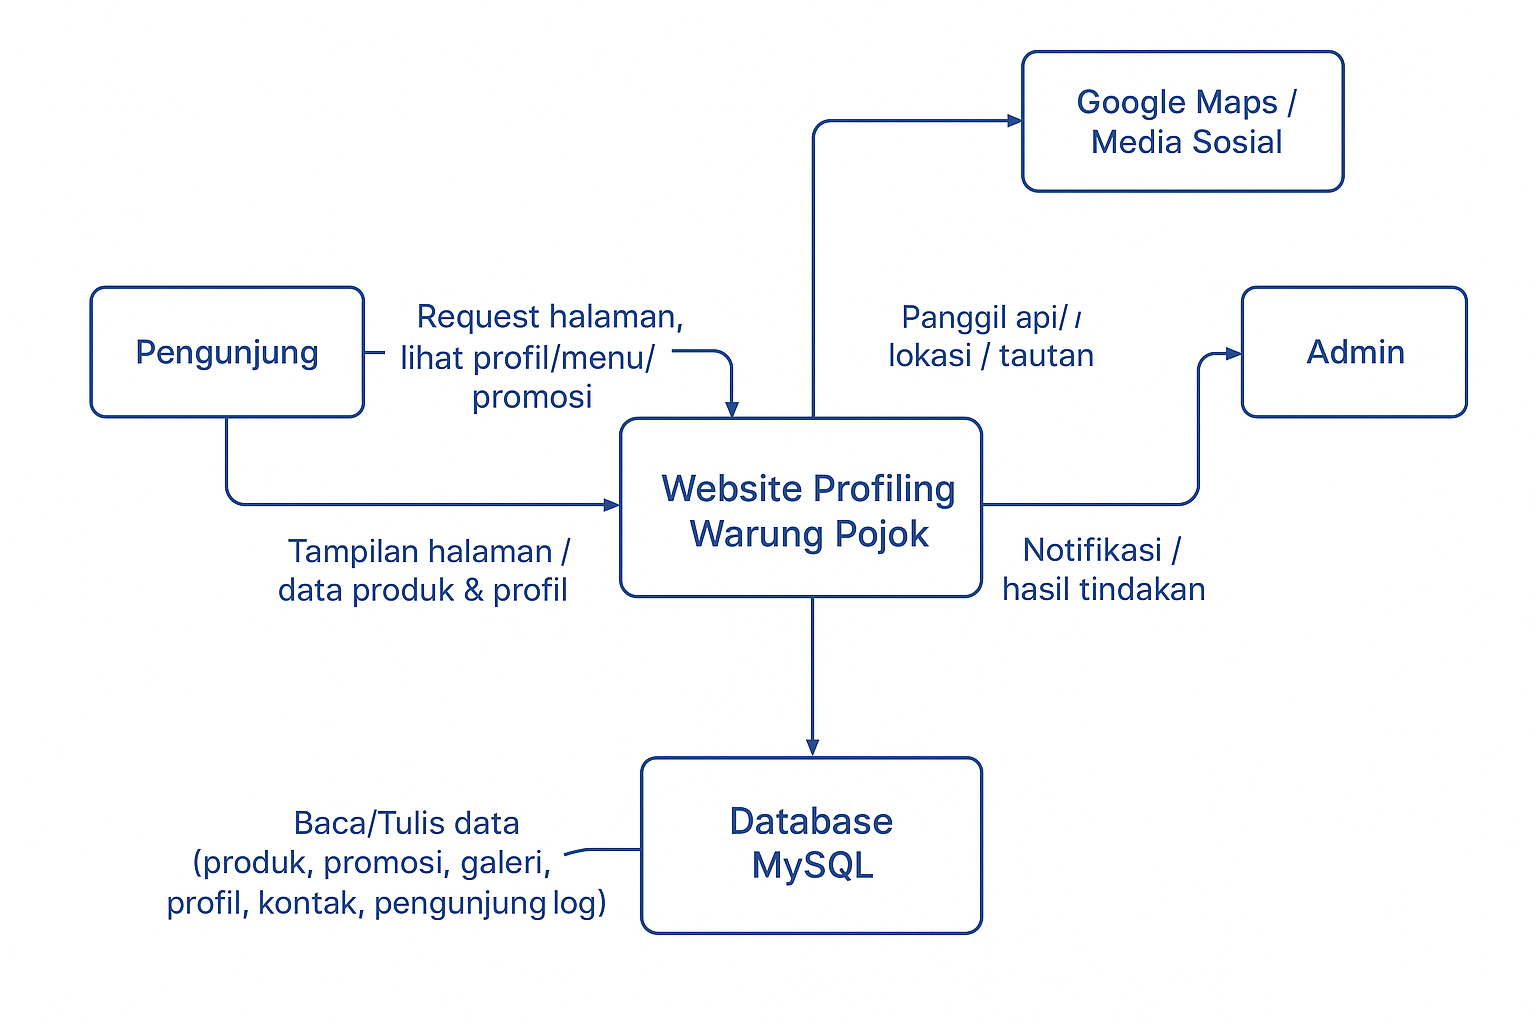 Google Maps /
Media Sosial
Pengunjung
Request halaman,
lihat profil/menu/
promosi
Panggil api/ /
lokasi / tautan
Admin
Website Profiling
Warung Pojok
Tampilan halaman /
data produk & profil
Notifikasi /
hasil tindakan
Database
MySQL
Baca/Tulis data
(produk, promosi, galeri,
profil, kontak, pengunjung log)